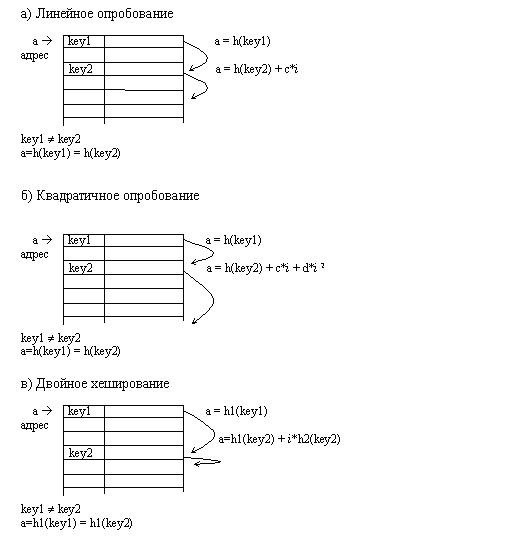 а) Линейное опробование
a → key1 a = h(key1)
адрес
key2 a = h(key2) + c*i
key1 ≠ key2
a=h(key1) = h(key2)
б) Квадратичное опробование
a → key1 a = h(key1)
адрес
key2 a = h(key2) + c*i + d*i ²
key1 ≠ key2
a=h(key1) = h(key2)
в) Двойное хеширование
a → key1 a = h1(key1)
адрес
a=h1(key2) + i*h2(key2)
key2
key1 ≠ key2
a=h1(key1) = h1(key2)